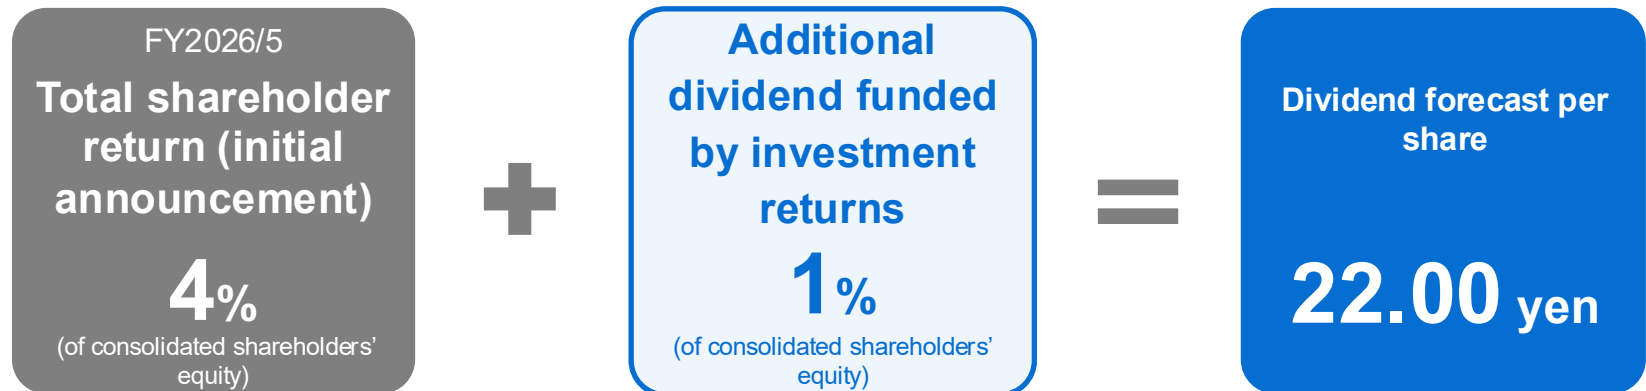 FY2026/5
Total shareholder
return (initial
announcement)
4%
(of consolidated shareholders’
equity)
Additional
dividend funded
by investment
returns
1%
(of consolidated shareholders’
equity)
Dividend forecast per
share
22.00 yen